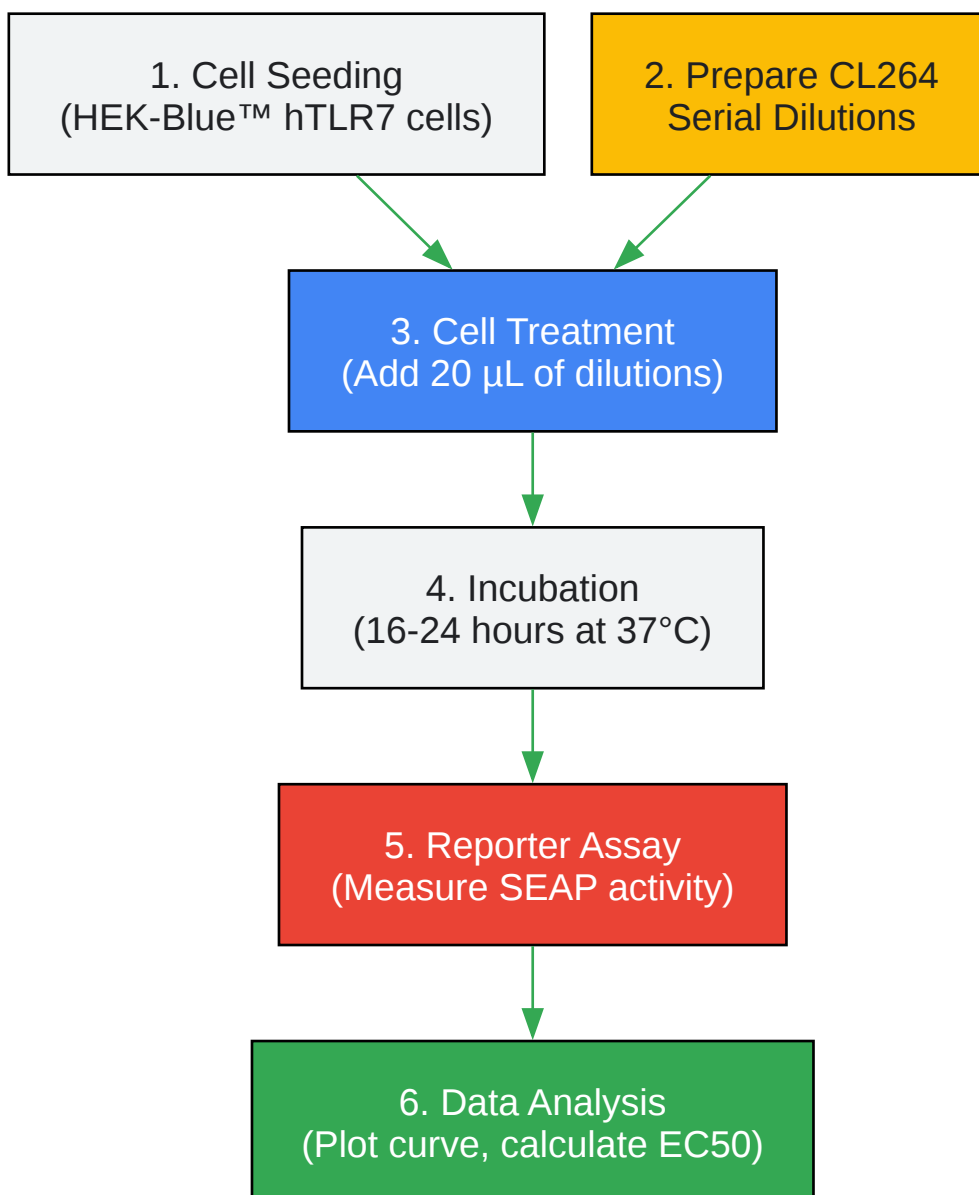 1. Cell Seeding
(HEK-Blue™ hTLR7 cells)
2. Prepare CL264
Serial Dilutions
3. Cell Treatment
(Add 20 µL of dilutions)
4. Incubation
(16-24 hours at 37°C)
5. Reporter Assay
(Measure SEAP activity)
6. Data Analysis
(Plot curve, calculate EC50)